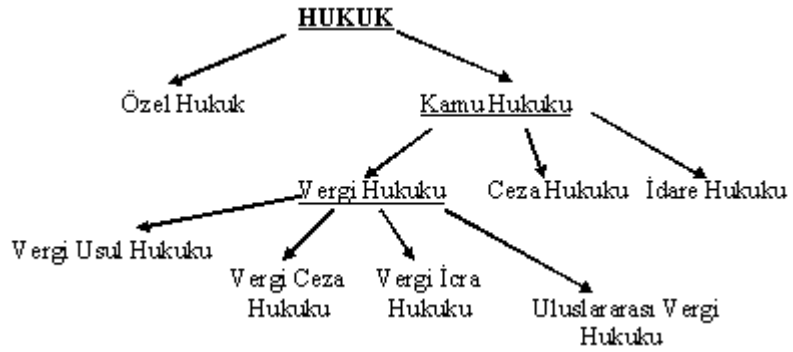 HUKUK
Özel Hukuk
Kamu Hukuku
Vergi Hukuku
Ceza Hukuku
İdare Hukuku
Vergi Usul Hukuku
Vergi Ceza
Hukuku
Vergi İcra
Hukuku
Uluslararası Vergi
Hukuku